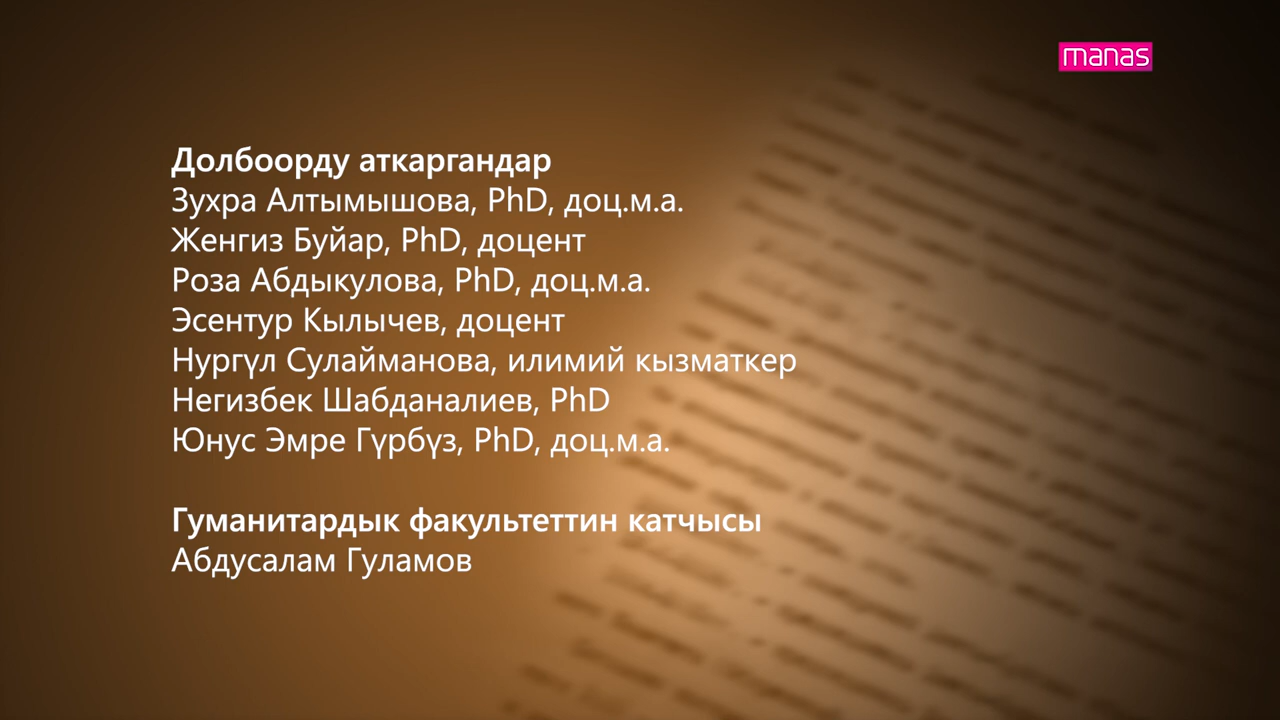 manas
Долбоорду аткаргандар
Зухра Алтымышова, PhD, доц.м.а.
Женгиз Буйар, PhD, доцент
Роза Абдыкулова, PhD, доц.м.а.
Эсентур Кылычев, доцент
Нургүл Сулайманова, илимий кызматкер
Негизбек Шабданалиев, PhD
Юнус Эмре Гүрбүз, PhD, доц.м.а.
Гуманитардык факультеттин катчысы
Абдусалам Гуламов